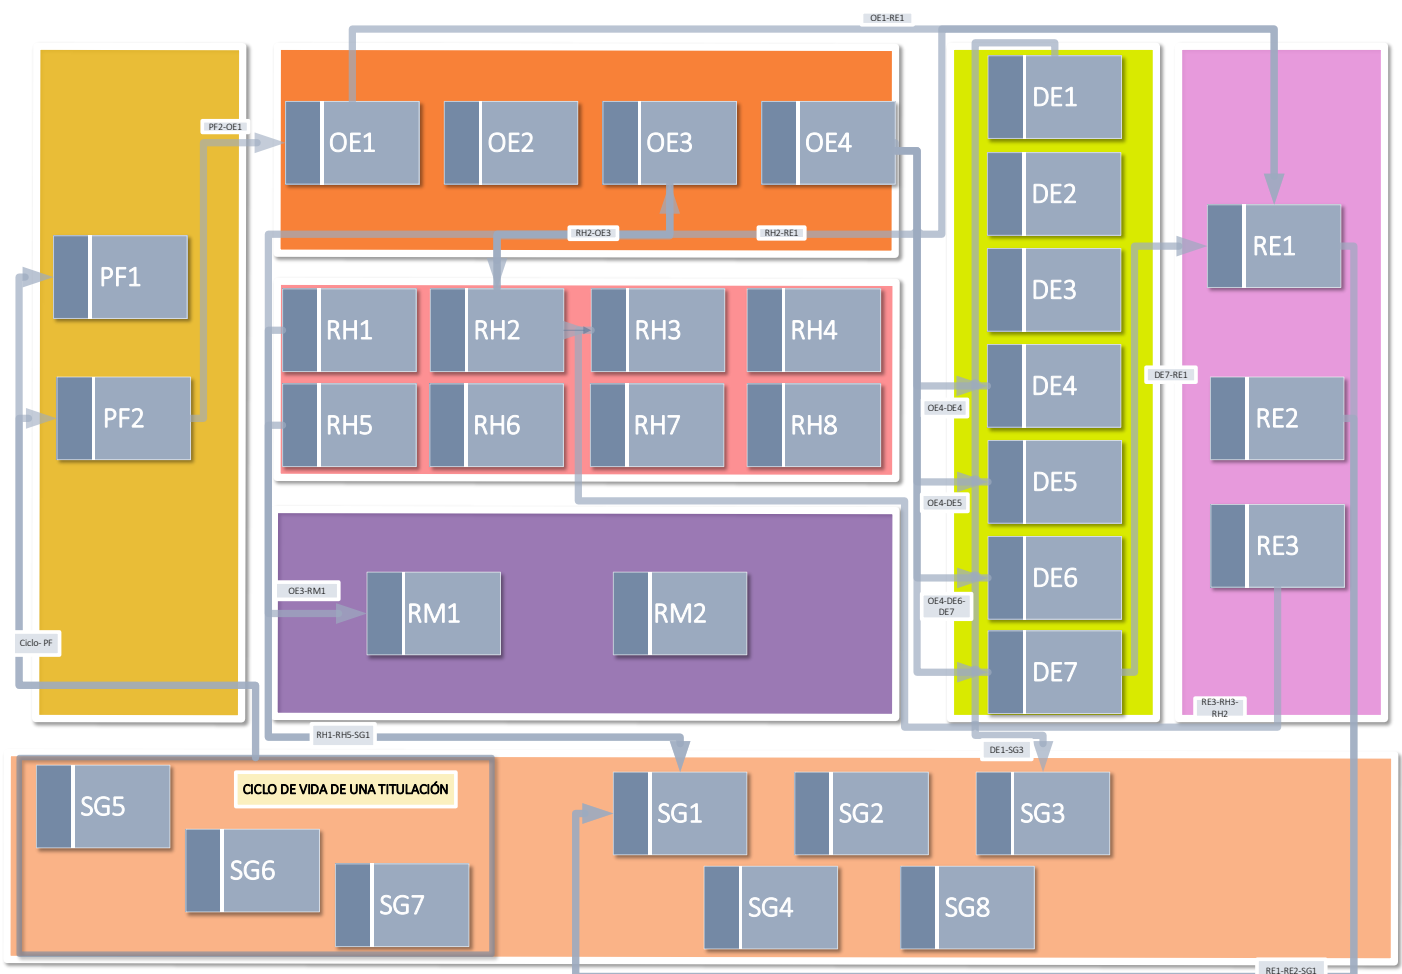 OE1-RE1
PF2-OE1
OE1
OE2
OE3
OE4
DE1
DE2
DE3
DE4
DE5
DE6
DE7
RE1
RE2
RE3
PF1
PF2
RH2-OE3
RH2-RE1
RH1
RH2
RH3
RH4
RH5
RH6
RH7
RH8
OE4-DE4
OE4-DE5
OE4-DE6-
DE7
DE7-RE1
OE3-RM1
RM1
RM2
Ciclo- PF
RE3-RH3-
RH2
RH1-RH5-SG1
DE1-SG3
CICLO DE VIDA DE UNA TITULACIÓN
SG5
SG6
SG7
SG1
SG2
SG3
SG4
SG8
RE1-RE2-SG1